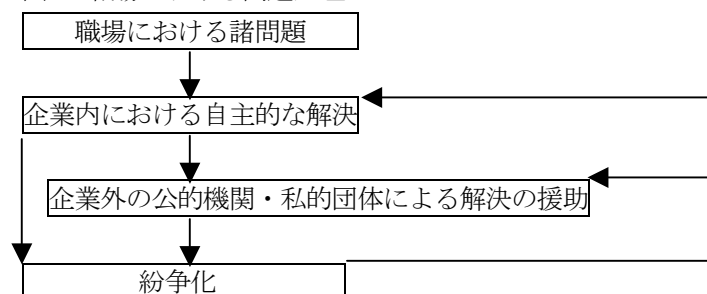 職場における諸問題
企業内における自主的な解決
企業外の公的機関・私的団体による解決の援助
紛争化